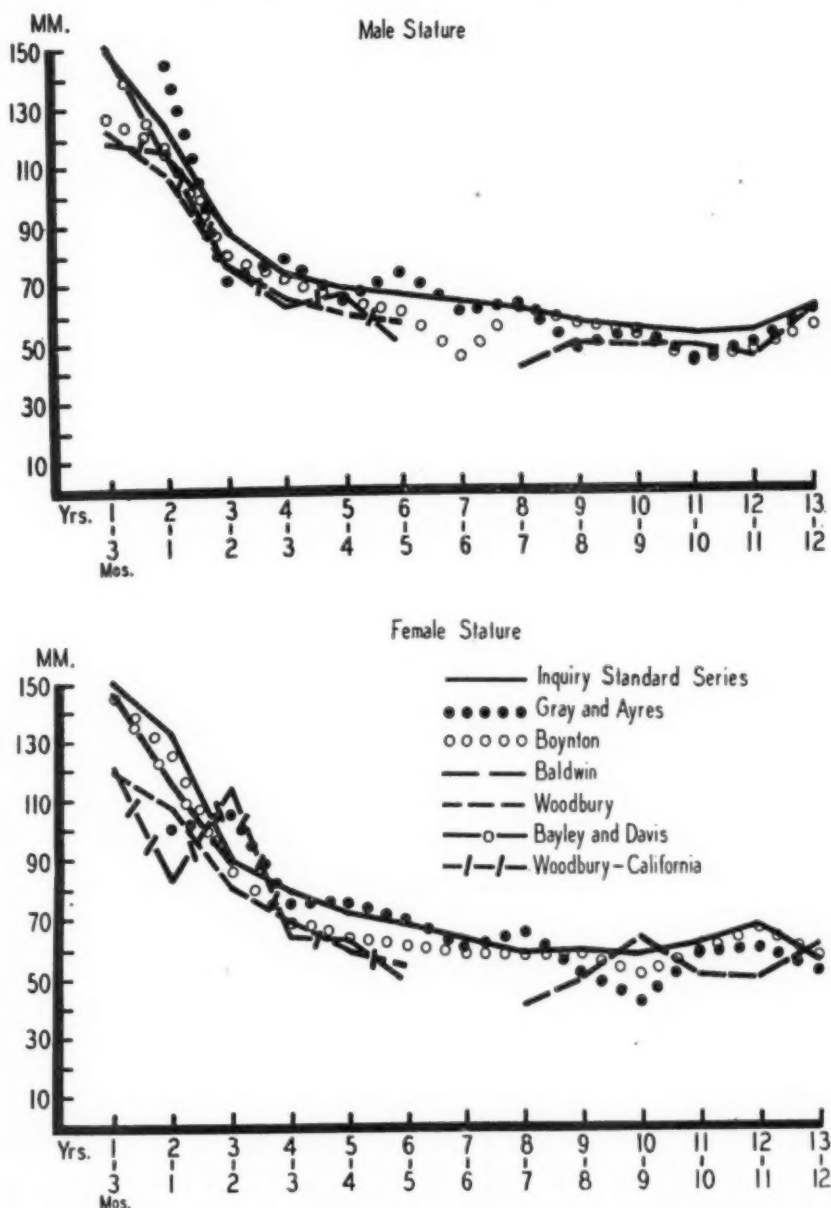 Male Stature
MM.
150
130
110
90
70
50
30
10
Yrs. 1 2 3 4 5 6 7 8 9 10 11 12 13
3 1 2 3 4 5 6 7 8 9 10 11 12
Mos.
Female Stature
MM.
150
130
110
90
70
50
30
10
Inquiry Standard Series
Gray and Ayres
Boynton
Baldwin
Woodbury
Bayley and Davis
Woodbury-California
Yrs. 1 2 3 4 5 6 7 8 9 10 11 12 13
3 1 2 3 4 5 6 7 8 9 10 11 12
Mos.